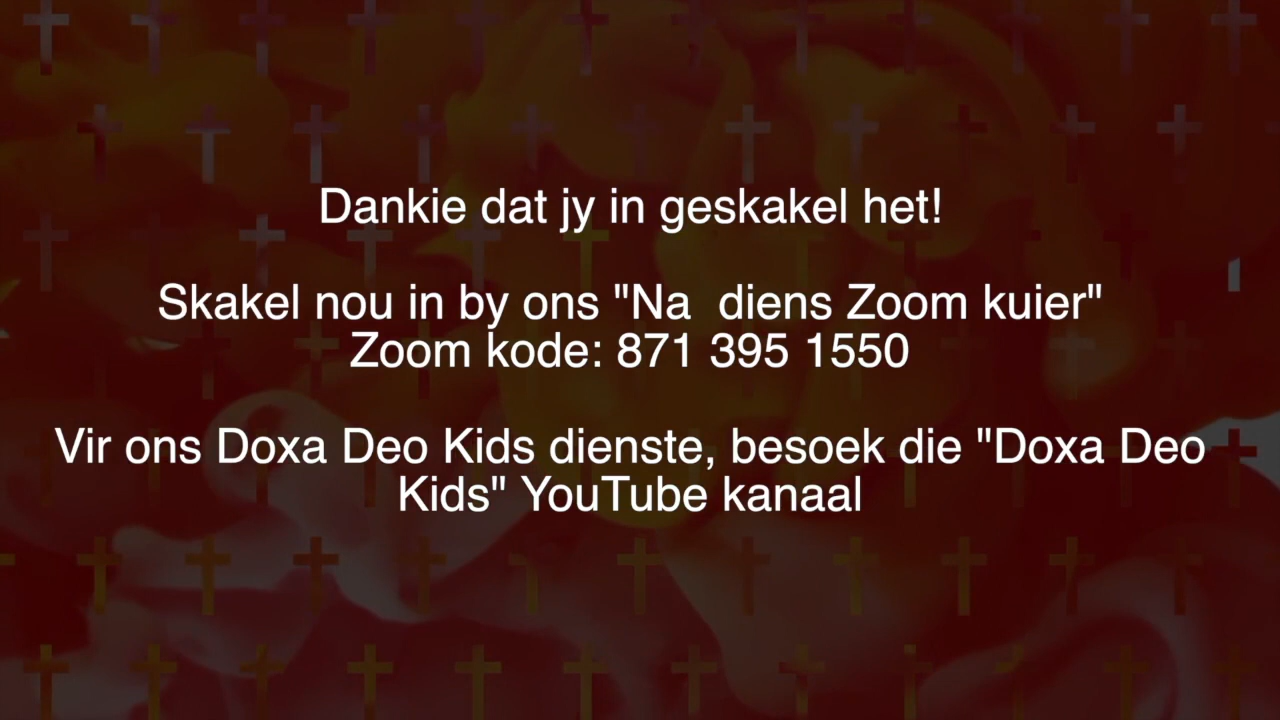 Dankie dat jy in geskakel het!
Skakel nou in by ons "Na  diens Zoom kuier"
Zoom kode: 871 395 1550
Vir ons Doxa Deo Kids dienste, besoek die "Doxa Deo
Kids" YouTube kanaal